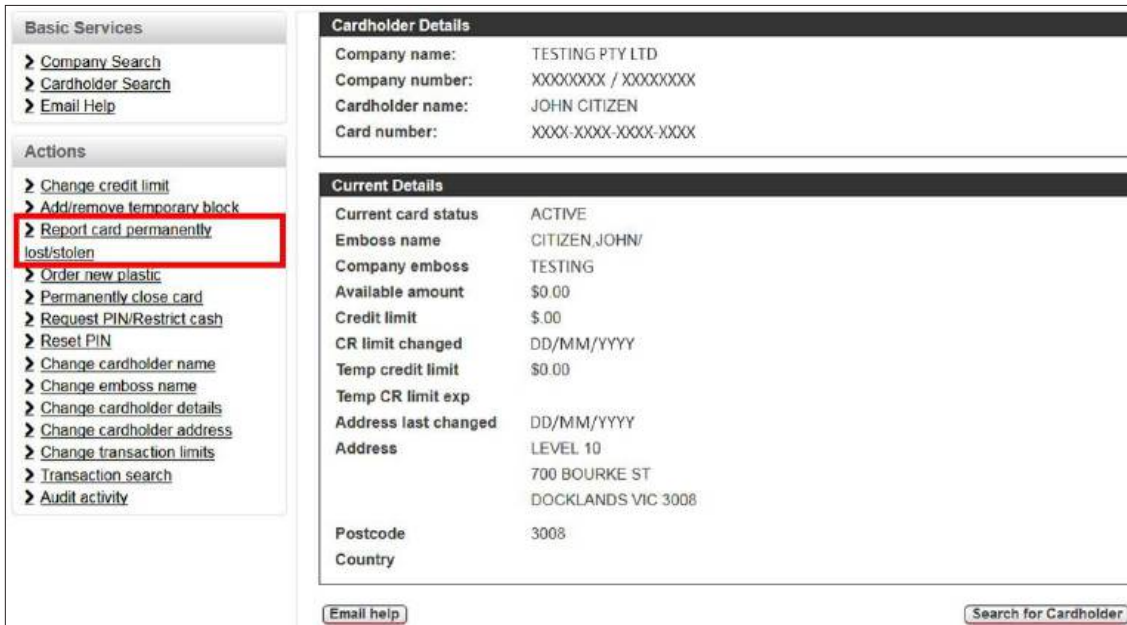 Basic Services
Company Search
Cardholder Search
Email Help
Actions
Change credit limit
Add/remove temporary block
Report card permanently
lost/stolen
Order new plastic
Permanently close card
Request PIN/Restrict cash
Reset PIN
Change cardholder name
Change emboss name
Change cardholder details
Change cardholder address
Change transaction limits
Transaction search
Audit activity
Cardholder Details
Company name: TESTING PTY LTD
Company number: XXXXXXXX / XXXXXXXX
Cardholder name: JOHN CITIZEN
Card number: XXXX-XXXX-XXXX-XXXX
Current Details
Current card status ACTIVE
Emboss name CITIZEN,JOHN/
Company emboss TESTING
Available amount $0.00
Credit limit $.00
CR limit changed DD/MM/YYYY
Temp credit limit $0.00
Temp CR limit exp
Address last changed DD/MM/YYYY
Address LEVEL 10
700 BOURKE ST
DOCKLANDS VIC 3008
Postcode 3008
Country
Email help
Search for Cardholder